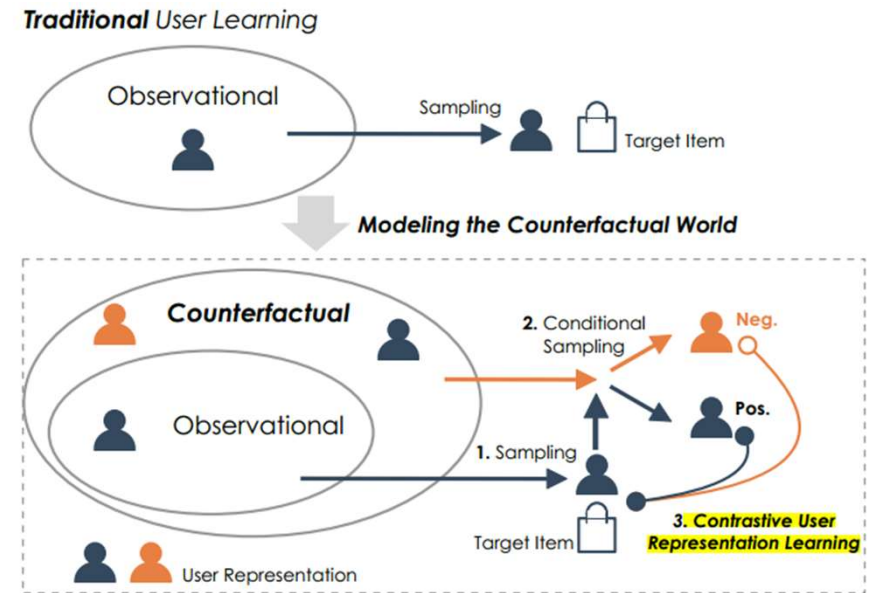 Traditional User Learning
Observational
Sampling
Target Item
Modeling the Counterfactual World
Counterfactual
2. Conditional
Sampling
Neg.
Pos.
Observational
1. Sampling
Target Item
3. Contrastive User
Representation Learning
User Representation